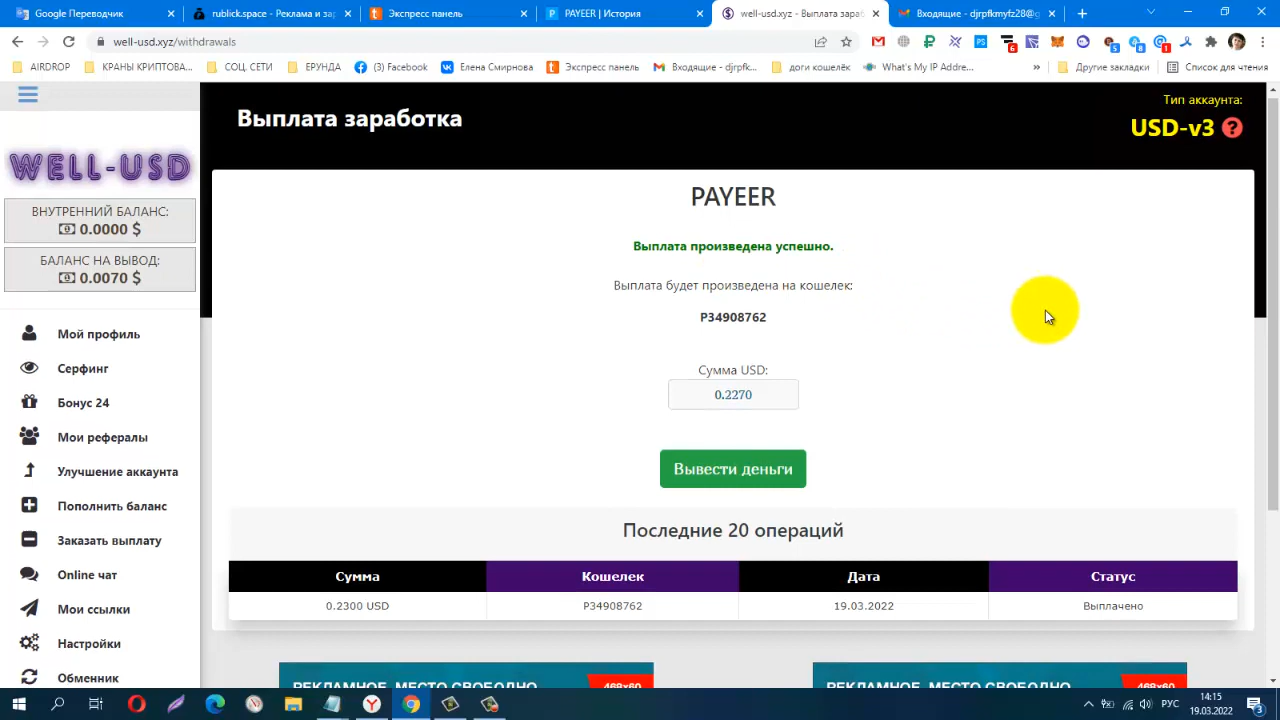 Google Переводчик
rublick.space - Реклама и зар
Экспресс панель
PAYEER | История
well-usd.xyz - Выплата зараб
Входящие - djrpfkmyfz28@g
well-usd.xyz/withdrawals
AIRDROP
КРАНЫ КРИПТОВА...
СОЦ. СЕТИ
ЕРУНДА
(3) Facebook
Елена Смирнова
Экспресс панель
Входящие - djrpfk...
доги кошелёк
What's My IP Addre...
»
Другие закладки
Список для чтения
WELL-USD
ВНУТРЕННИЙ БАЛАНС:
0.0000 $
БАЛАНС НА ВЫВОД:
0.0070 $
Мой профиль
Серфинг
Бонус 24
Мои рефералы
Улучшение аккаунта
Пополнить баланс
Заказать выплату
Online чат
Мои ссылки
Настройки
Обменник
Выплата заработка
Тип аккаунта:
USD-v3 ?
PAYEER
Выплата произведена успешно.
Выплата будет произведена на кошелек:
P34908762
Сумма USD:
0.2270
Вывести деньги
Последние 20 операций
Сумма Кошелек Дата Статус
0.2300 USD P34908762 19.03.2022 Выплачено
РЕКЛАМНОЕ МЕСТО СВОБОДНО 468x60
РЕКЛАМНОЕ МЕСТО СВОБОДНО 468x60
РУС
14:15
19.03.2022